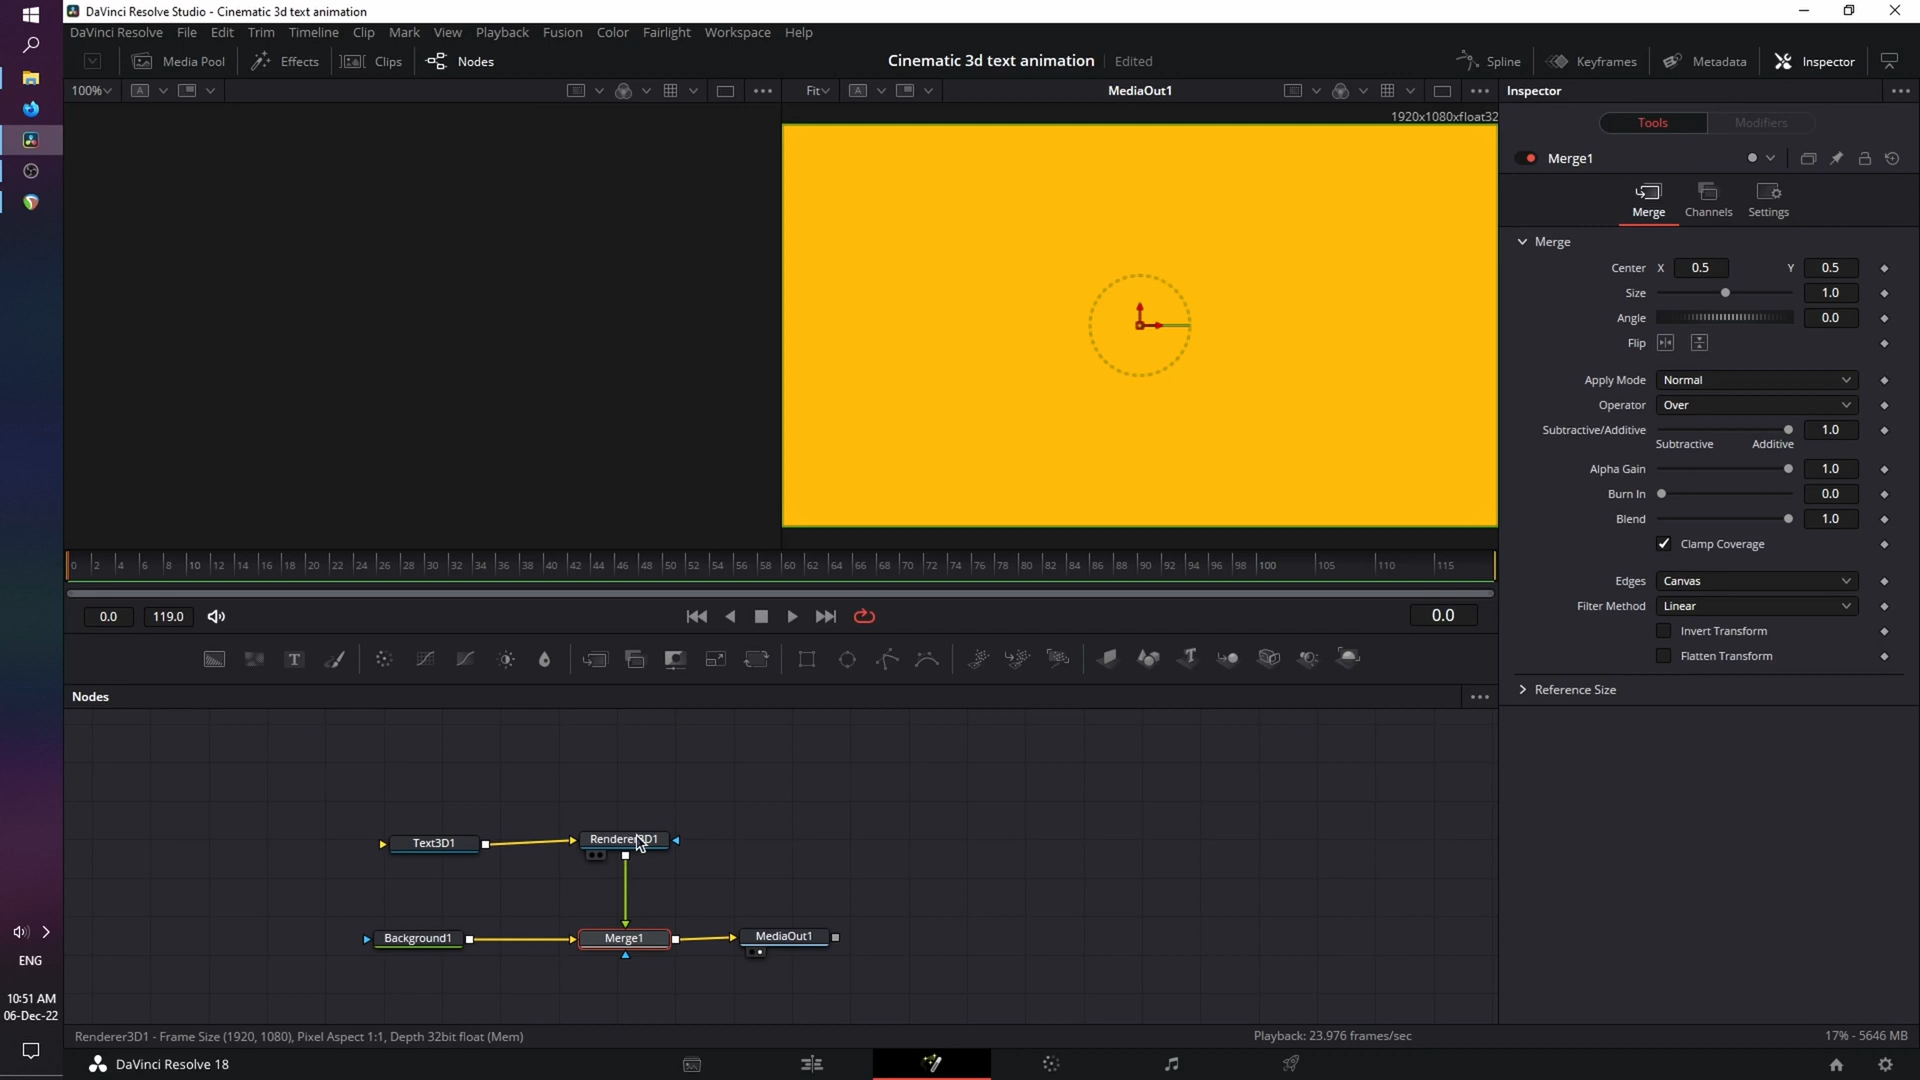 DaVinci Resolve Studio - Cinematic 3d text animation
DaVinci Resolve File Edit Trim Timeline Clip Mark View Playback Fusion Color Fairlight Workspace Help
Media Pool Effects Clips Nodes
Cinematic 3d text animation Edited
Spline Keyframes Metadata Inspector
100% A
Fit A MediaOut1
Inspector
1920x1080xfloat32
Tools Modifiers
Merge1
Merge Channels Settings
Merge
Center X 0.5 Y 0.5
Size 1.0
Angle 0.0
Flip
Apply Mode Normal
Operator Over
Subtractive/Additive 1.0
Subtractive Additive
Alpha Gain 1.0
Burn In 0.0
Blend 1.0
Clamp Coverage
Edges Canvas
Filter Method Linear
Invert Transform
Flatten Transform
Reference Size
0 2 4 6 8 10 12 14 16 18 20 22 24 26 28 30 32 34 36 38 40 42 44 46 48 50 52 54 56 58 60 62 64 66 68 70 72 74 76 78 80 82 84 86 88 90 92 94 96 98 100 105 110 115
0.0 119.0 0.0
T
Nodes
Text3D1
Background1
Merge1
MediaOut1
Renderer3D1 - Frame Size (1920, 1080), Pixel Aspect 1:1, Depth 32bit float (Mem)
Playback: 23.976 frames/sec
17% - 5646 MB
DaVinci Resolve 18
ENG
10:51 AM
06-Dec-22